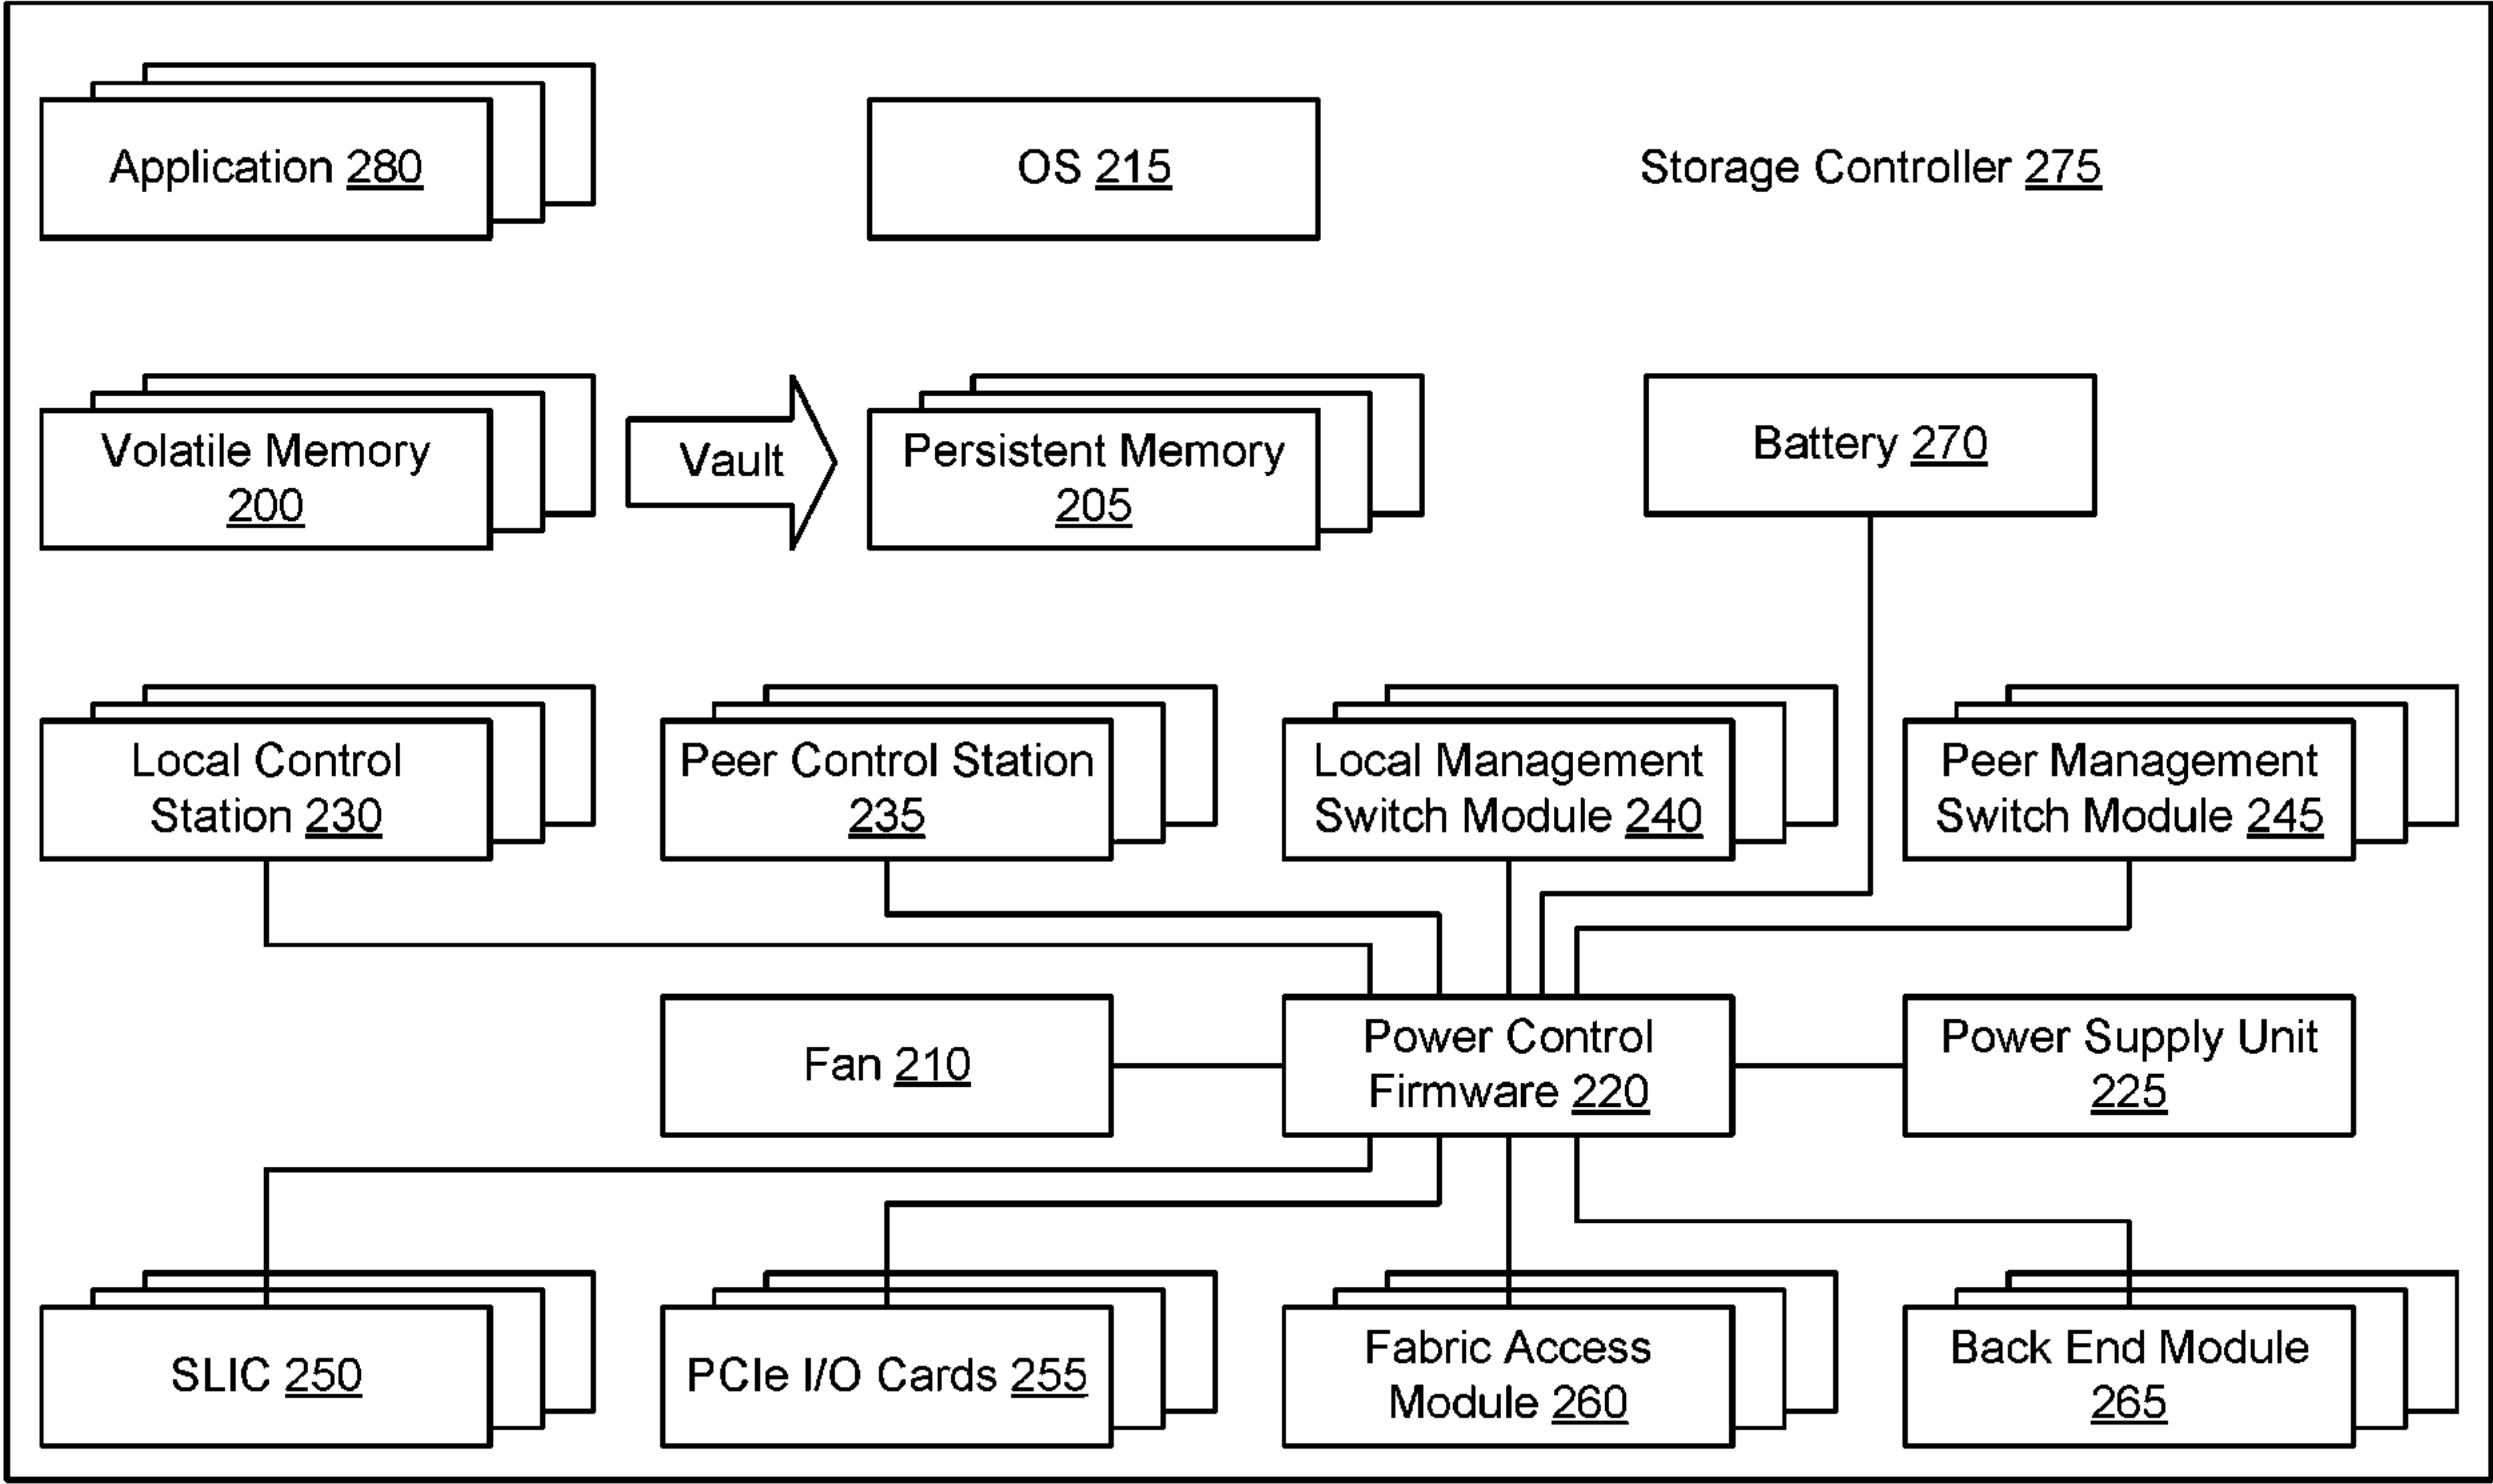 Application 280
OS 215
Storage Controller 275
Volatile Memory
200
Vault
Persistent Memory
205
Battery 270
Local Control
Station 230
Peer Control Station
235
Local Management
Switch Module 240
Peer Management
Switch Module 245
Fan 210
Power Control
Firmware 220
Power Supply Unit
225
SLIC 250
PCIe I/O Cards 255
Fabric Access
Module 260
Back End Module
265